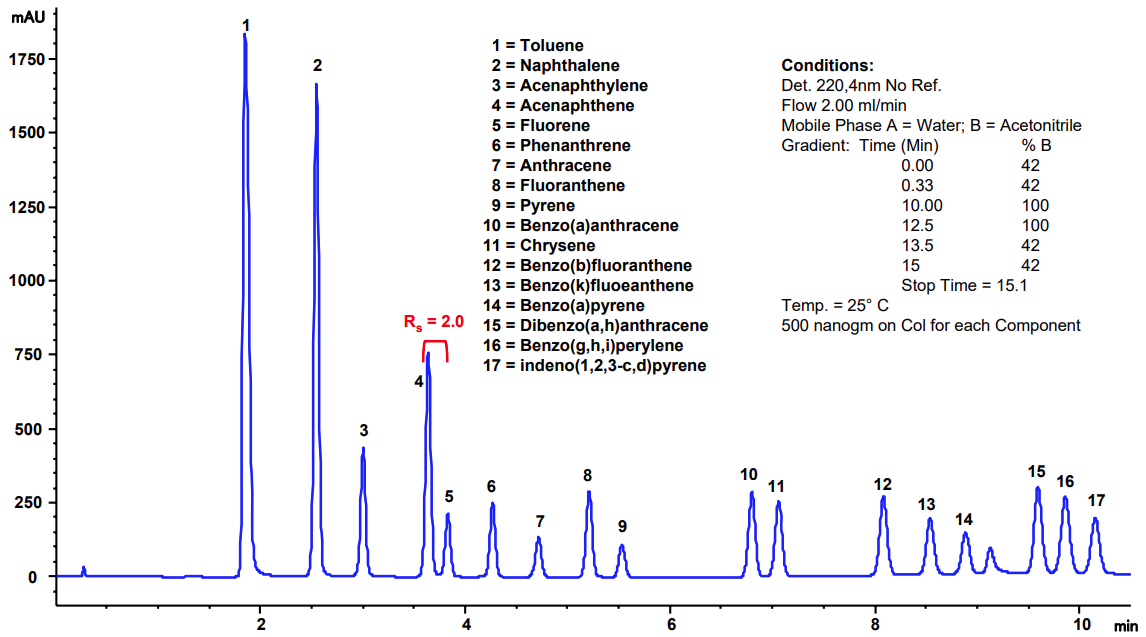 mAU
1750
1500
1250
1000
750
500
250
0
2
4
6
8
10
min
1
2
3
4
5
6
7
8
9
10
11
12
13
14
15
16
17
Rs = 2.0
1 = Toluene
2 = Naphthalene
3 = Acenaphthylene
4 = Acenaphthene
5 = Fluorene
6 = Phenanthrene
7 = Anthracene
8 = Fluoranthene
9 = Pyrene
10 = Benzo(a)anthracene
11 = Chrysene
12 = Benzo(b)fluoranthene
13 = Benzo(k)fluoeanthene
14 = Benzo(a)pyrene
15 = Dibenzo(a,h)anthracene
16 = Benzo(g,h,i)perylene
17 = indeno(1,2,3-c,d)pyrene
Conditions:
Det. 220,4nm No Ref.
Flow 2.00 ml/min
Mobile Phase A = Water; B = Acetonitrile
Gradient: Time (Min) % B
0.00 42
0.33 42
10.00 100
12.5 100
13.5 42
15 42
Stop Time = 15.1
Temp. = 25° C
500 nanogm on Col for each Component